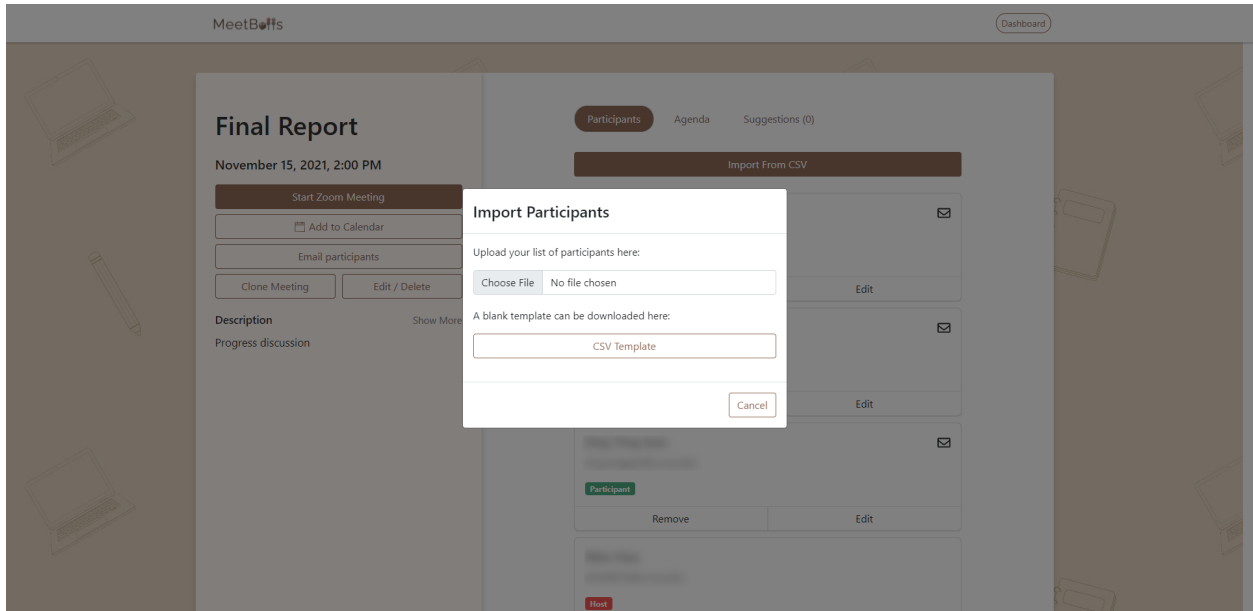 MeetBolls
Dashboard
Final Report
November 15, 2021, 2:00 PM
Start Zoom Meeting
Add to Calendar
Email participants
Clone Meeting
Edit / Delete
Description
Show More
Progress discussion
Participants
Agenda
Suggestions (0)
Import From CSV
Import Participants
Upload your list of participants here:
Choose File
No file chosen
A blank template can be downloaded here:
CSV Template
Cancel
Edit
Edit
Participant
Remove
Edit
Host